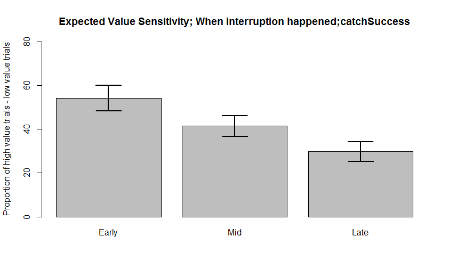 Expected Value Sensitivity; When interruption happened;catchSuccess
Proportion of high value trials - low value trials
80
60
40
20
0
Early Mid Late